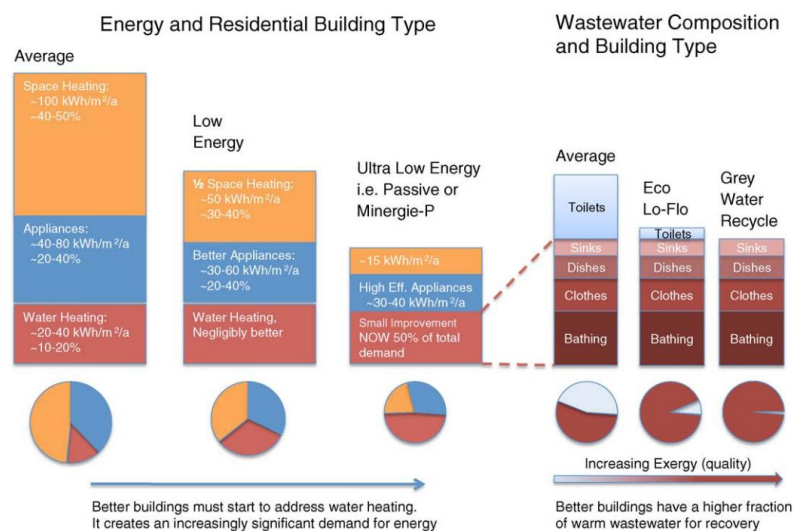 Energy and Residential Building Type
Average
Space Heating:
~100 kWh/m²/a
~40-50%
Appliances:
~40-80 kWh/m²/a
~20-40%
Water Heating:
~20-40 kWh/m²/a
~10-20%
Low
Energy
½ Space Heating:
~50 kWh/m²/a
~30-40%
Better Appliances:
~30-60 kWh/m²/a
~20-40%
Water Heating,
Negligibly better
Ultra Low Energy
i.e. Passive or
Minergie-P
~15 kWh/m²/a
High Eff. Appliances
~30-40 kWh/m²/a
Small Improvement
NOW 50% of total
demand
Better buildings must start to address water heating.
It creates an increasingly significant demand for energy
Wastewater Composition
and Building Type
Average
Toilets
Sinks
Dishes
Clothes
Bathing
Eco
Lo-Flo
Toilets
Sinks
Dishes
Clothes
Bathing
Grey
Water
Recycle
Sinks
Dishes
Clothes
Bathing
Increasing Exergy (quality)
Better buildings have a higher fraction
of warm wastewater for recovery